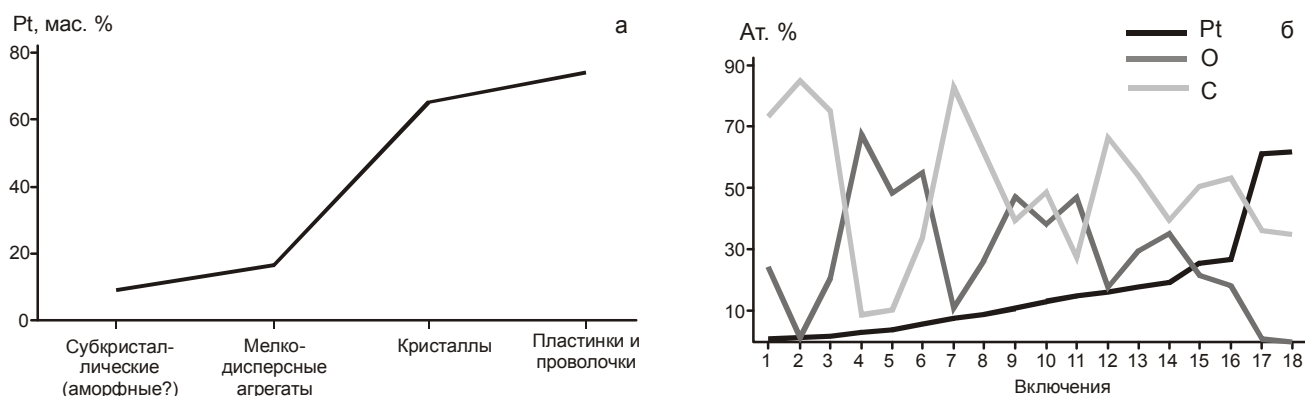 Pt, мас. %
а
80
60
40
20
0
Субкристал-
лические
(аморфные?)
Мелко-
дисперсные
агрегаты
Кристаллы
Пластинки и
проволочки
Ат. %
б
Pt
O
C
90
70
50
30
10
1 2 3 4 5 6 7 8 9 10 11 12 13 14 15 16 17 18
Включения